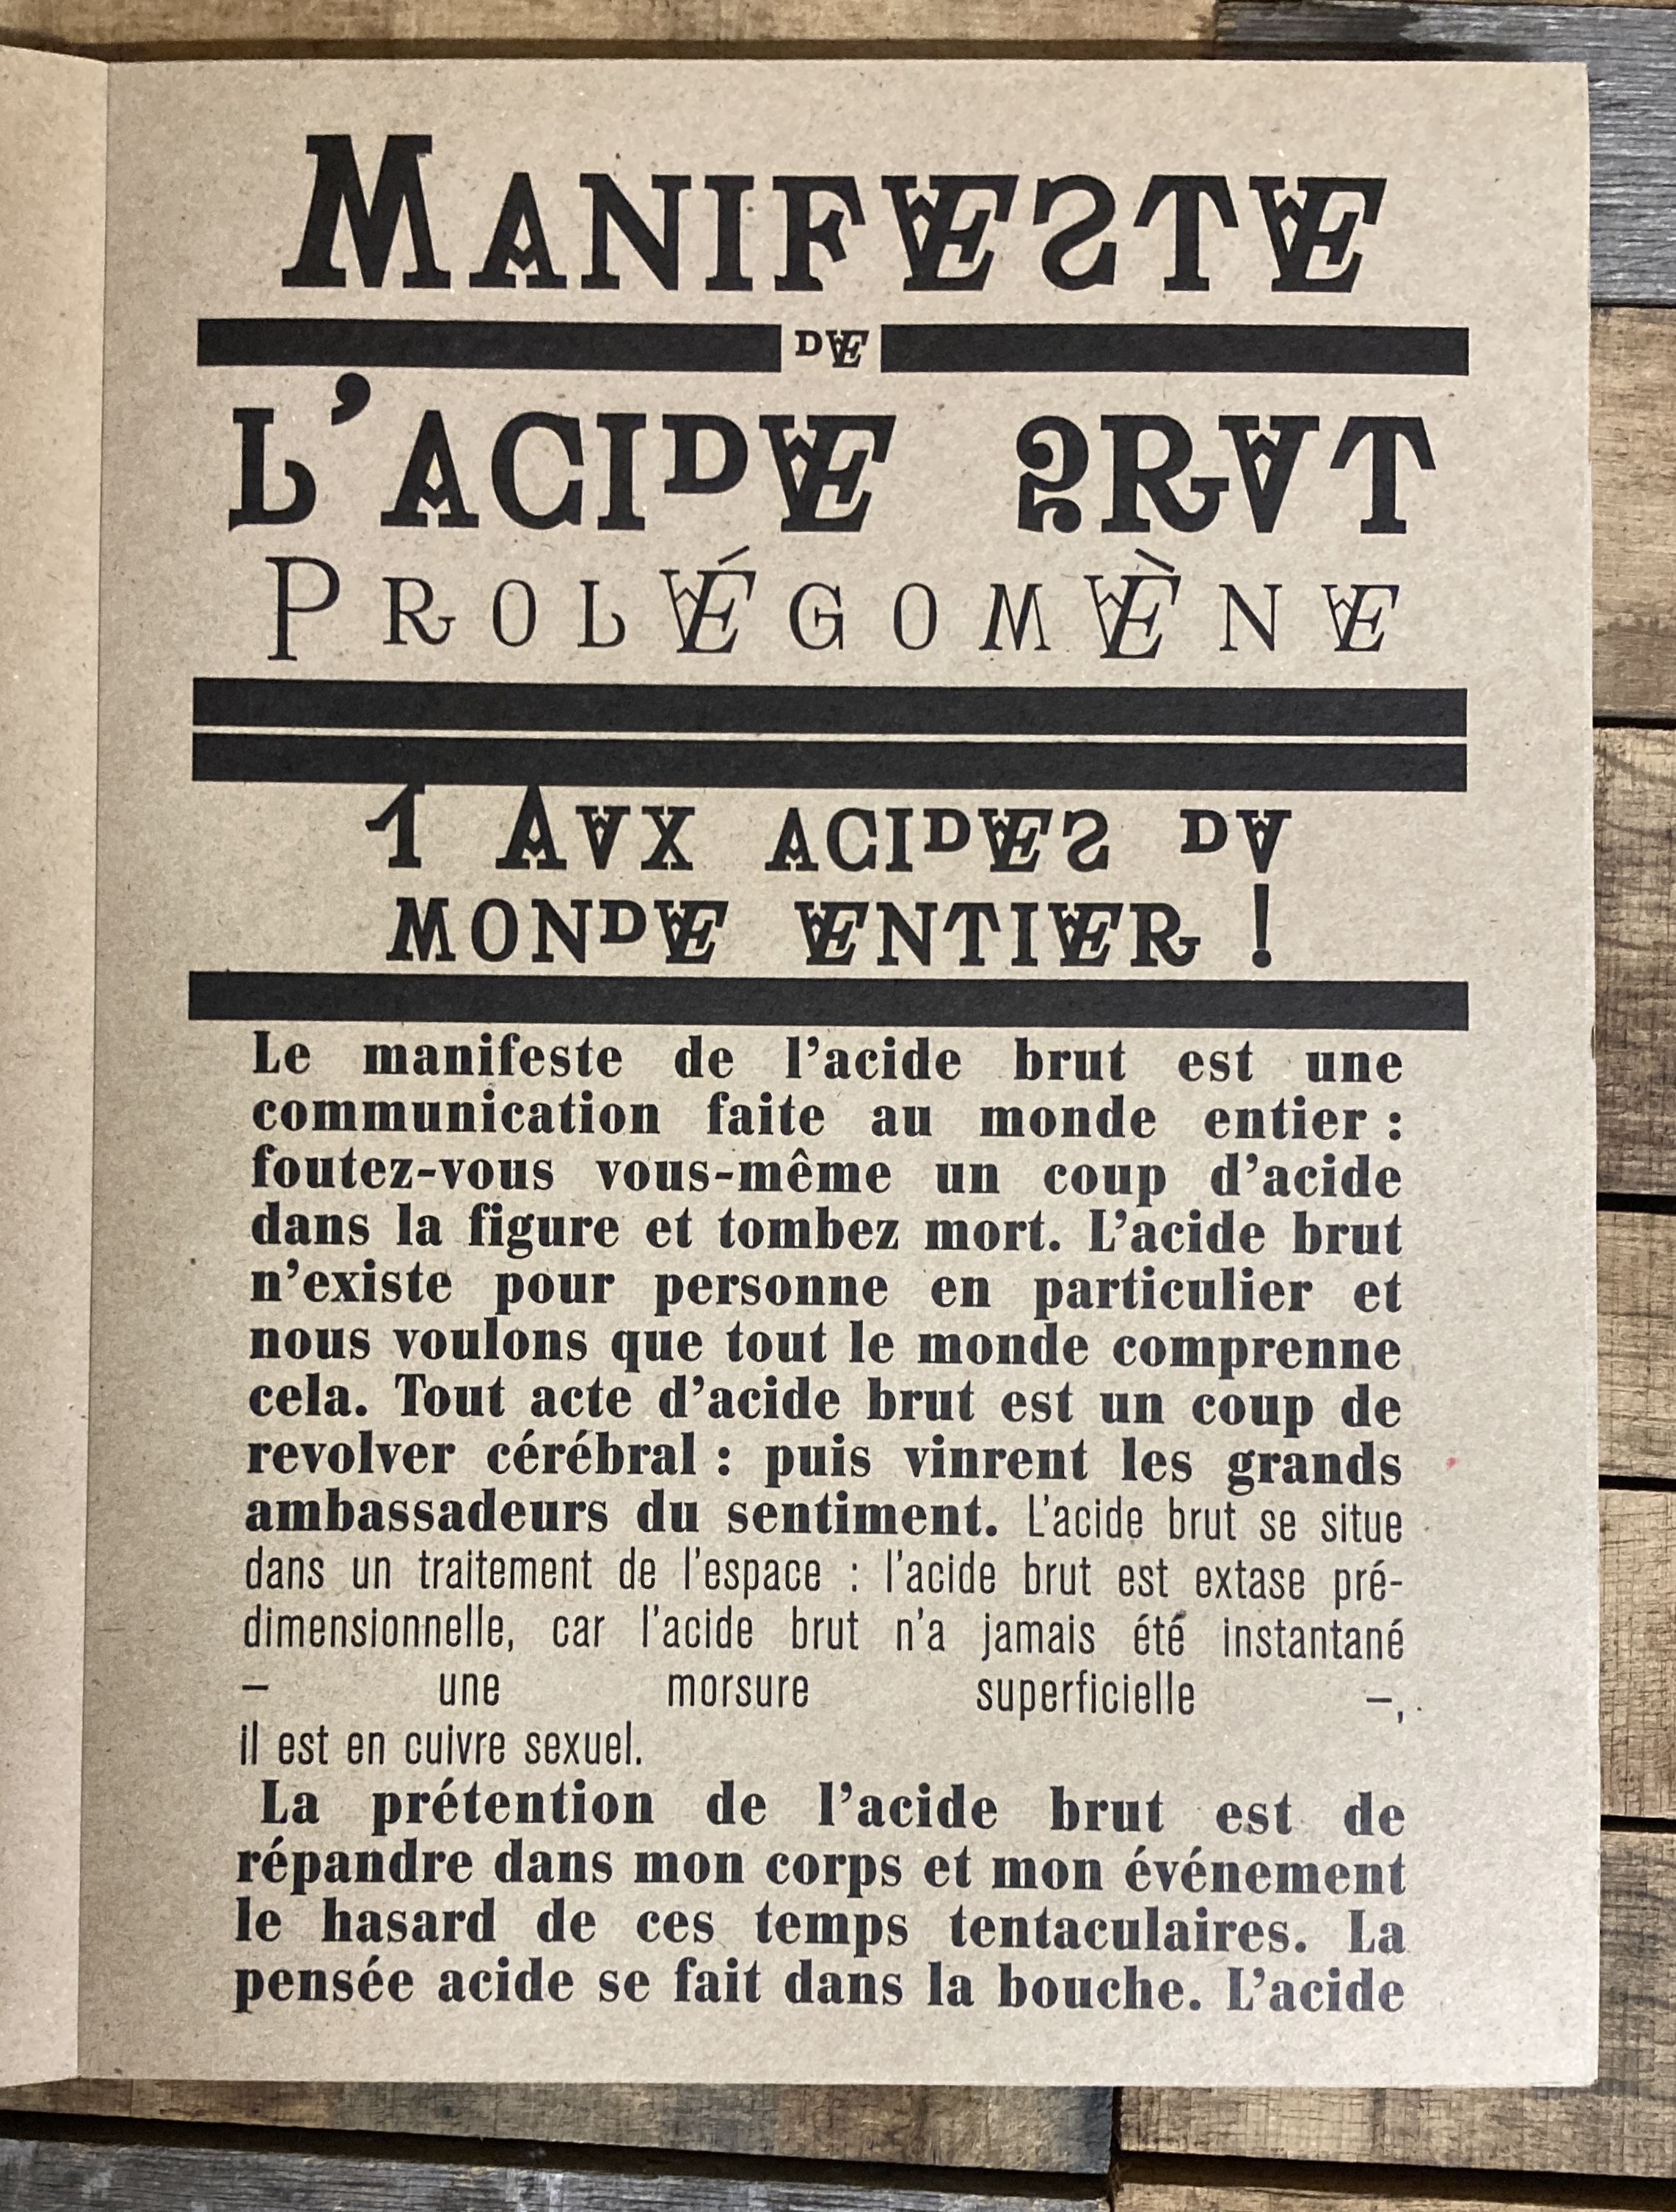 MANIFESTE
DE
L’ACIDE BRUT
PROLÉGOMÈNE
1 AUX ACIDES DU
MONDE ENTIER !
Le manifeste de l’acide brut est une
communication faite au monde entier :
foutez-vous vous-même un coup d’acide
dans la figure et tombez mort. L’acide brut
n’existe pour personne en particulier et
nous voulons que tout le monde comprenne
cela. Tout acte d’acide brut est un coup de
revolver cérébral : puis vinrent les grands
ambassadeurs du sentiment. L’acide brut se situe
dans un traitement de l’espace : l’acide brut est extase pré-
dimensionnelle, car l’acide brut n’a jamais été instantané
– une morsure superficielle –,
il est en cuivre sexuel.
La prétention de l’acide brut est de
répandre dans mon corps et mon événement
le hasard de ces temps tentaculaires. La
pensée acide se fait dans la bouche. L’acide